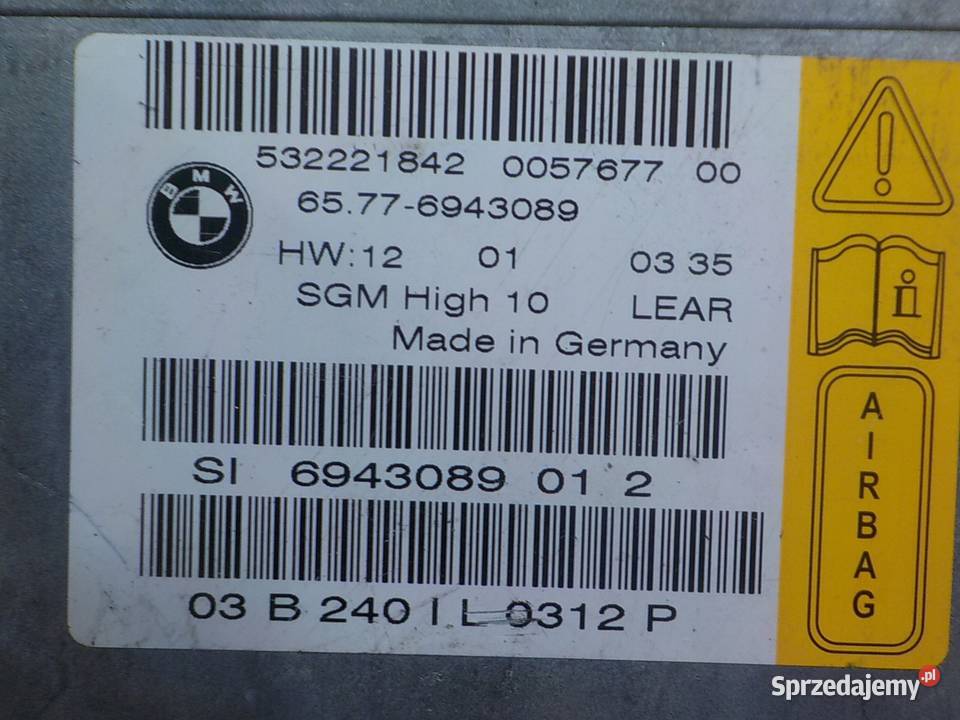 532221842 0057677 00
BMW
65.77-6943089
HW:12 01 03 35
SGM High 10 LEAR
Made in Germany
SI 6943089 01 2
03 B 240 I L 0312 P
i
AIRBAG
Sprzedajemy.pl